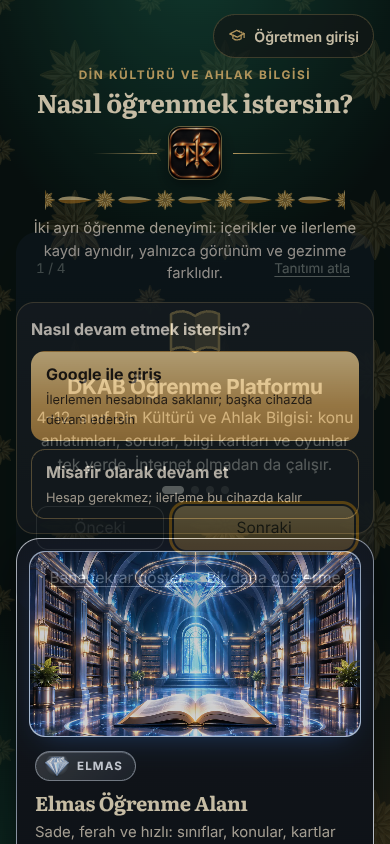 Öğretmen girişi
DİN KÜLTÜRÜ VE AHLAK BİLGİSİ
Nasıl öğrenmek istersin?
İki ayrı öğrenme deneyimi: içerikler ve ilerleme
kaydı aynıdır, yalnızca görünüm ve gezinme
farklıdır.
1 / 4
Tanıtımı atla
Nasıl devam etmek istersin?
Google ile giriş
İlerlemen hesabında saklanır; başka cihazda
devam edersin
DKAB Öğrenme Platformu
4-12. sınıf Din Kültürü ve Ahlak Bilgisi: konu
anlatımları, sorular, bilgi kartları ve oyunlar
tek yerde. İnternet olmadan da çalışır.
Misafir olarak devam et
Hesap gerekmez; ilerleme bu cihazda kalır
Önceki
Sonraki
Bana tekrar göster
Bir daha gösterme
ELMAS
Elmas Öğrenme Alanı
Sade, ferah ve hızlı: sınıflar, konular, kartlar